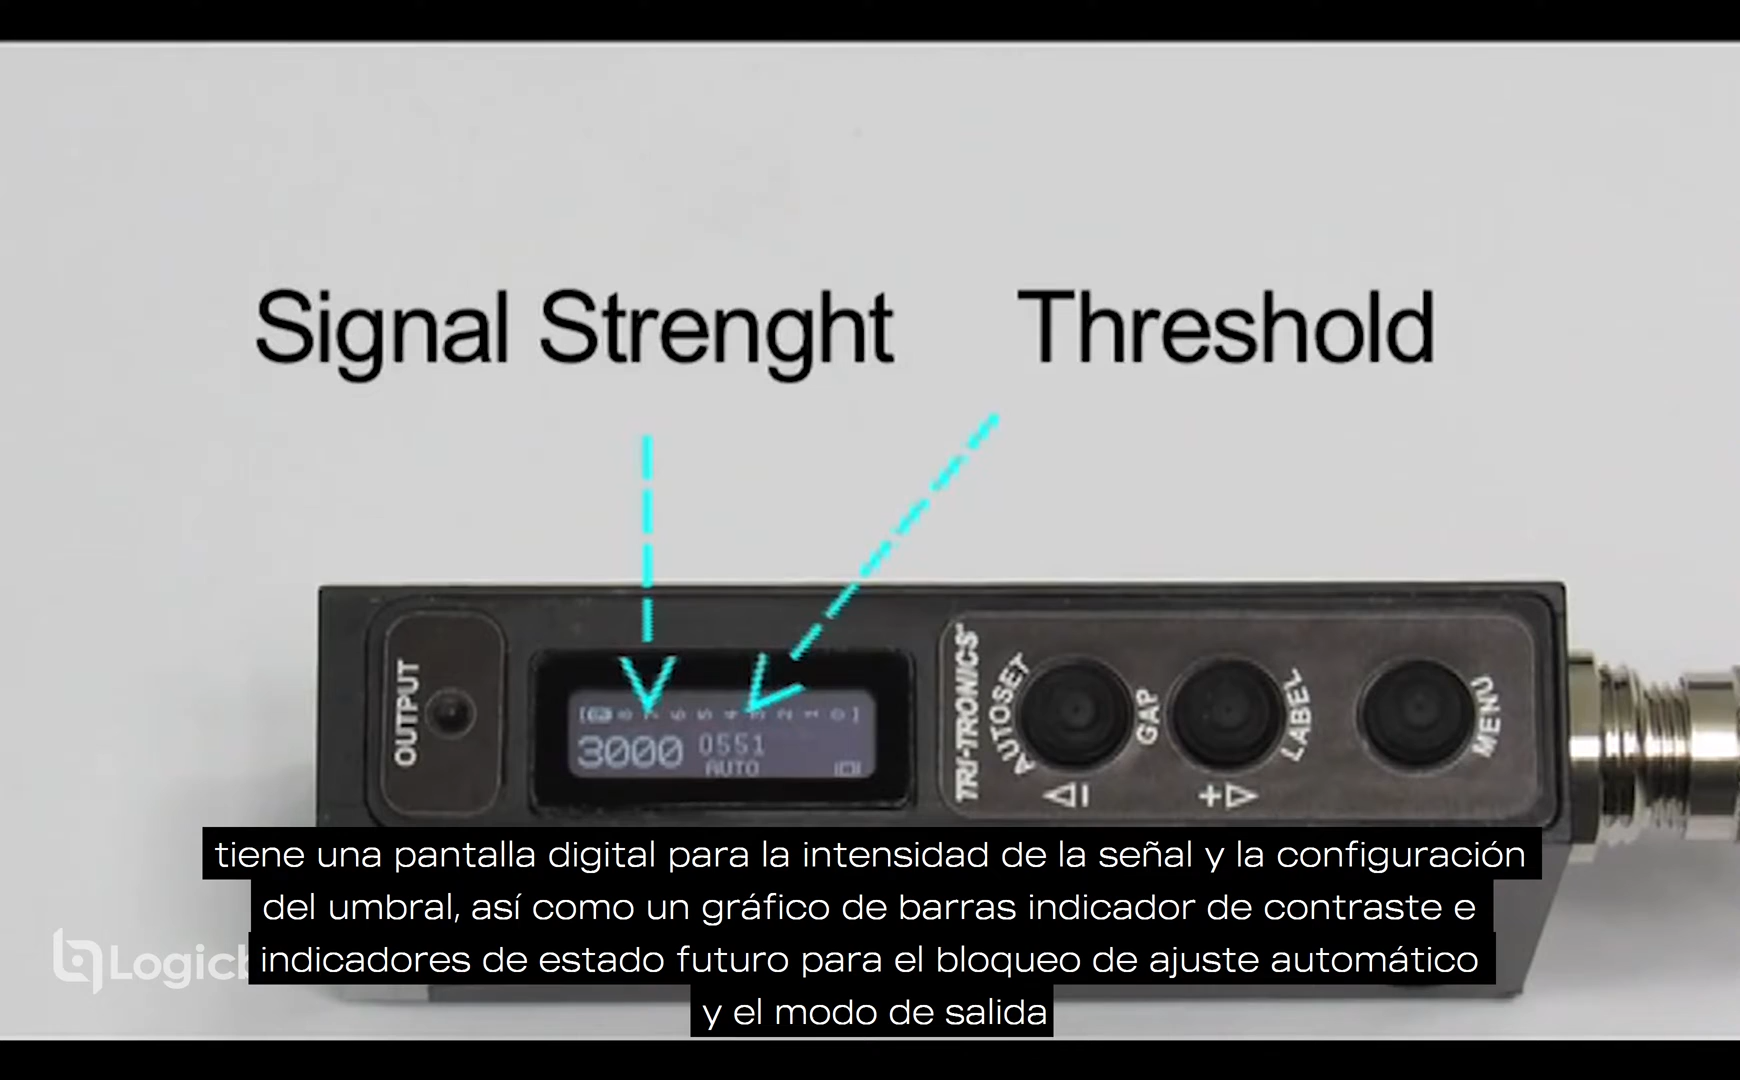 Signal Strenght Threshold
OUTPUT
3000 0551
AUTO
TRI-TRONICS
AUTOSET
GAP
LABEL
MENU
tiene una pantalla digital para la intensidad de la señal y la configuración
del umbral, así como un gráfico de barras indicador de contraste e
indicadores de estado futuro para el bloqueo de ajuste automático
y el modo de salida